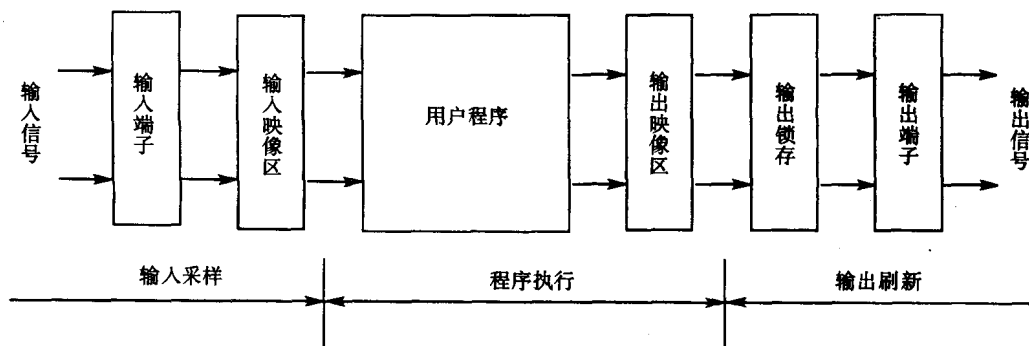 输入信号
输入端子
输入映像区
用户程序
输出映像区
输出锁存
输出端子
输出信号
输入采样
程序执行
输出刷新